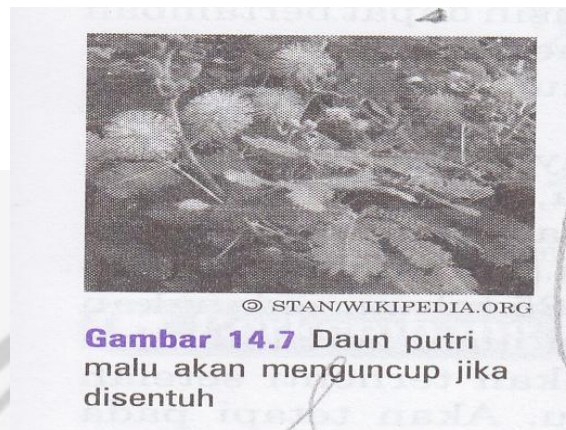 © STAN/WIKIPEDIA.ORG
Gambar 14.7 Daun putri
malu akan menguncup jika
disentuh